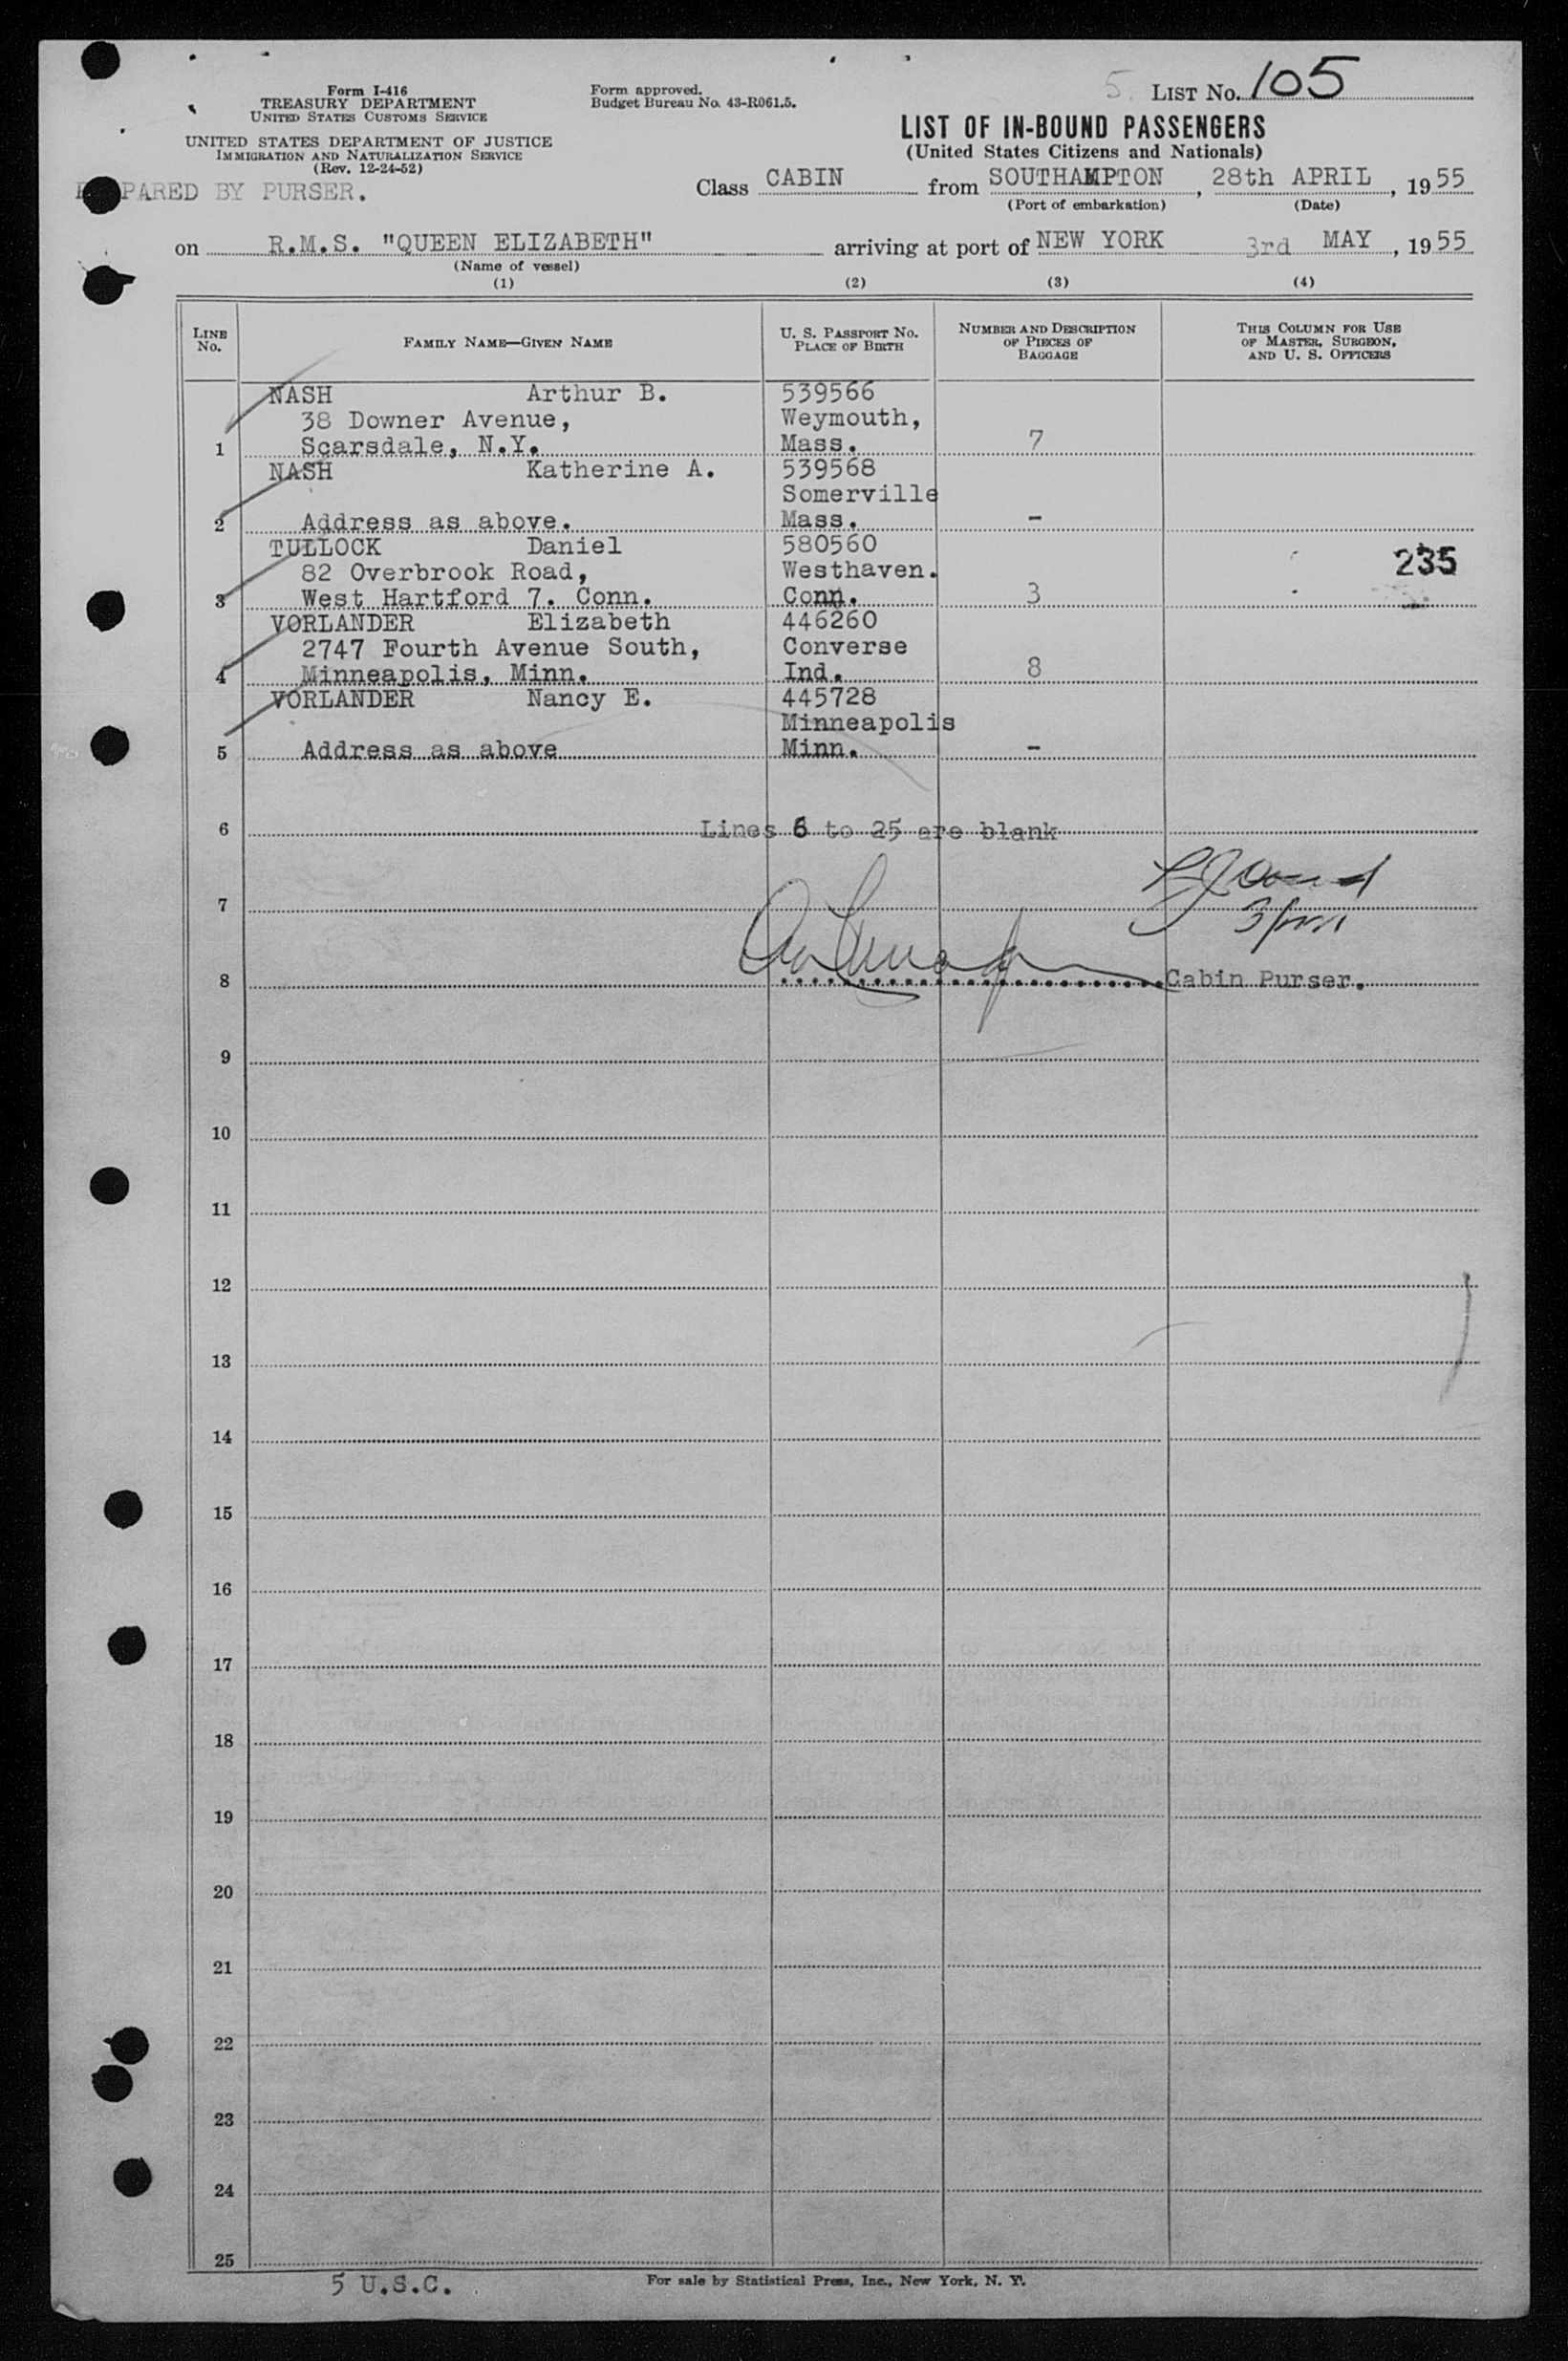 Form I-416
TREASURY DEPARTMENT
UNITED STATES CUSTOMS SERVICE
UNITED STATES DEPARTMENT OF JUSTICE
IMMIGRATION AND NATURALIZATION SERVICE
(Rev. 12-24-52)
PARED BY PURSER.
Form approved.
Budget Bureau No. 43-R061.5.
5 LIST No. 105
LIST OF IN-BOUND PASSENGERS
(United States Citizens and Nationals)
Class CABIN from SOUTHAMPTON, 28th APRIL, 1955
(Port of embarkation) (Date)
on R.M.S. "QUEEN ELIZABETH" arriving at port of NEW YORK 3rd MAY, 1955
(Name of vessel)
(1) (2) (3) (4)
LINE No. FAMILY NAME—GIVEN NAME U. S. PASSPORT No. PLACE OF BIRTH NUMBER AND DESCRIPTION OF PIECES OF BAGGAGE THIS COLUMN FOR USE OF MASTER, SURGEON, AND U. S. OFFICERS
NASH Arthur B. 539566
38 Downer Avenue, Weymouth,
1 Scarsdale, N.Y. Mass. 7
NASH Katherine A. 539568
Somerville
2 Address as above. Mass. -
TULLOCK Daniel 580560
82 Overbrook Road, Westhaven. 235
3 West Hartford 7. Conn. Conn. 3
VORLANDER Elizabeth 446260
2747 Fourth Avenue South, Converse
4 Minneapolis, Minn. Ind. 8
VORLANDER Nancy E. 445728
Minneapolis
5 Address as above Minn. -
6 Lines 6 to 25 are blank
7
8 Cabin Purser.
9
10
11
12
13
14
15
16
17
18
19
20
21
22
23
24
25
5 U.S.C.
For sale by Statistical Press, Inc., New York, N. Y.